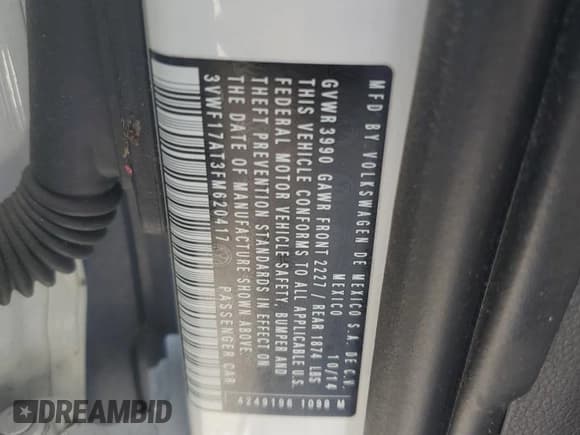 MFD BY VOLKSWAGEN DE MEXICO S.A. DE C.V.
MEXICO 10/14
GVWR 3990 GAWR FRONT 2227 / REAR 1874 LBS
THIS VEHICLE CONFORMS TO ALL APPLICABLE U.S.
FEDERAL MOTOR VEHICLE SAFETY, BUMPER AND
THEFT PREVENTION STANDARDS IN EFFECT ON
THE DATE OF MANUFACTURE SHOWN ABOVE.
3VWF17AT3FM620417 PASSENGER CAR
4249196 1098 M
DREAMBID